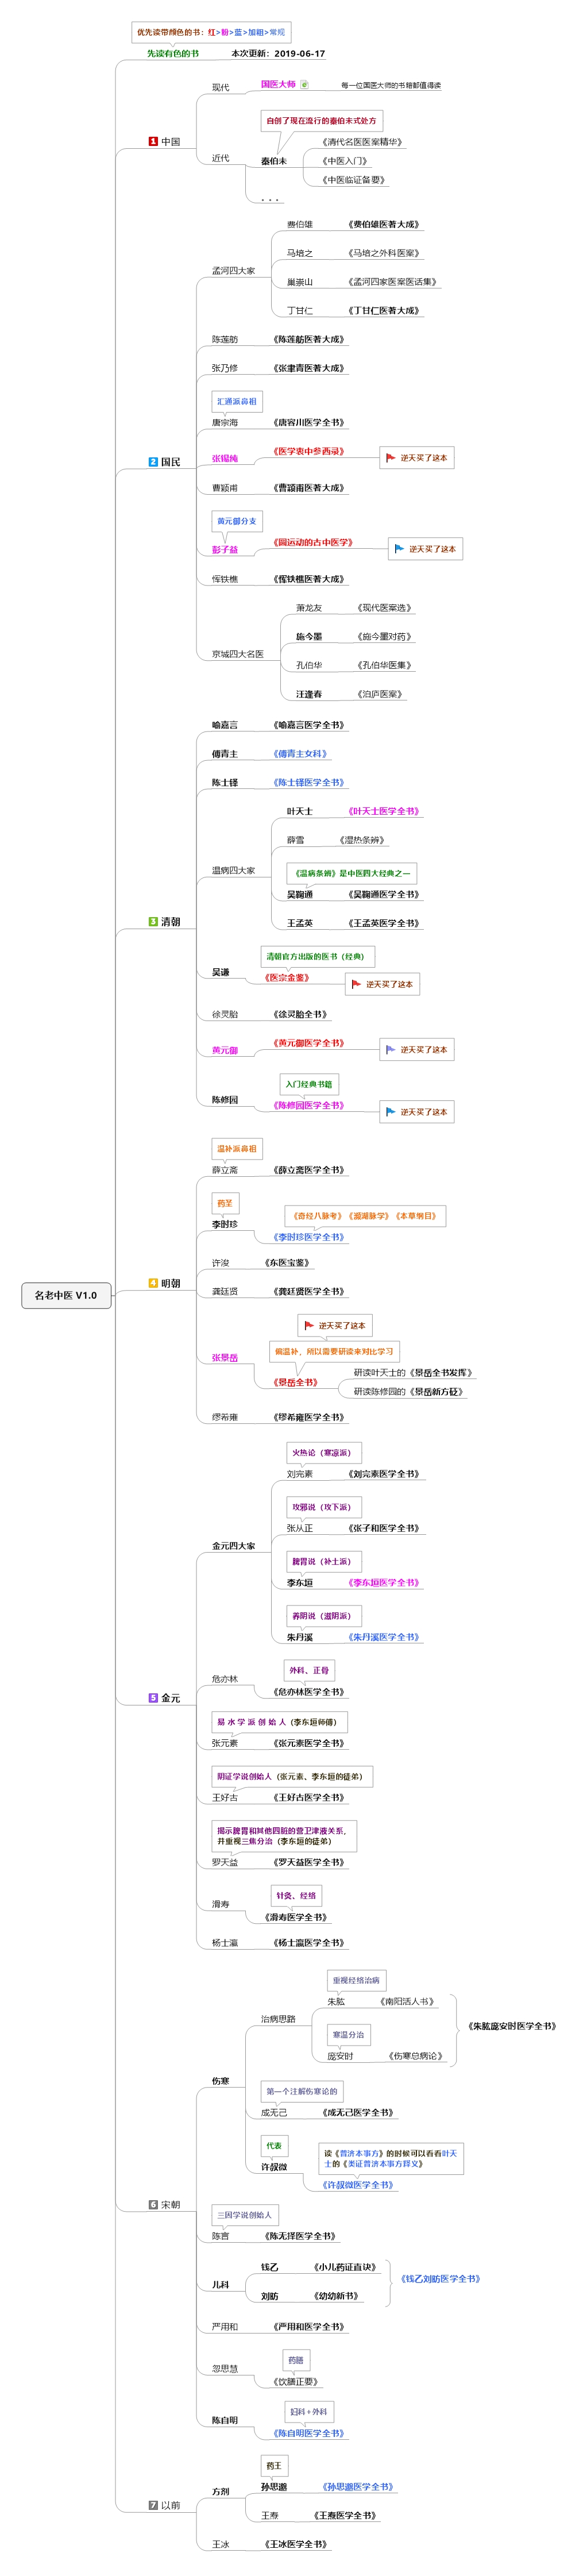 优先读带颜色的书：红>粉>蓝>加粗>常规
先读有色的书
本次更新：2019-06-17
1 中国
现代
国医大师
每一位国医大师的书籍都值得读
近代
自创了现在流行的秦伯未式处方
秦伯未
《清代名医医案精华》
《中医入门》
《中医临证备要》
...
2 国民
孟河四大家
费伯雄
《费伯雄医著大成》
马培之
《马培之外科医案》
巢崇山
《孟河四家医案医话集》
丁甘仁
《丁甘仁医著大成》
陈莲舫
《陈莲舫医著大成》
张乃修
《张聿青医著大成》
汇通派鼻祖
唐宗海
《唐容川医学全书》
张锡纯
《医学衷中参西录》
逆天买了这本
曹颖甫
《曹颖甫医著大成》
黄元御分支
彭子益
《圆运动的古中医学》
逆天买了这本
恽铁樵
《恽铁樵医著大成》
京城四大名医
萧龙友
《现代医案选》
施今墨
《施今墨对药》
孔伯华
《孔伯华医集》
汪逢春
《泊庐医案》
3 清朝
喻嘉言
《喻嘉言医学全书》
傅青主
《傅青主女科》
陈士铎
《陈士铎医学全书》
温病四大家
叶天士
《叶天士医学全书》
薛雪
《湿热条辨》
《温病条辨》是中医四大经典之一
吴鞠通
《吴鞠通医学全书》
王孟英
《王孟英医学全书》
清朝官方出版的医书（经典）
吴谦
《医宗金鉴》
逆天买了这本
徐灵胎
《徐灵胎全书》
黄元御
《黄元御医学全书》
逆天买了这本
入门经典书籍
陈修园
《陈修园医学全书》
逆天买了这本
4 明朝
温补派鼻祖
薛立斋
《薛立斋医学全书》
药圣
李时珍
《奇经八脉考》《濒湖脉学》《本草纲目》
《李时珍医学全书》
许浚
《东医宝鉴》
龚廷贤
《龚廷贤医学全书》
逆天买了这本
偏温补，所以需要研读来对比学习
张景岳
《景岳全书》
研读叶天士的《景岳全书发挥》
研读陈修园的《景岳新方砭》
缪希雍
《缪希雍医学全书》
名老中医 V1.0
5 金元
金元四大家
火热论（寒凉派）
刘完素
《刘完素医学全书》
攻邪说（攻下派）
张从正
《张子和医学全书》
脾胃说（补土派）
李东垣
《李东垣医学全书》
养阴说（滋阴派）
朱丹溪
《朱丹溪医学全书》
外科、正骨
危亦林
《危亦林医学全书》
易 水 学 派 创 始 人（李东垣师傅）
张元素
《张元素医学全书》
阴证学说创始人（张元素、李东垣的徒弟）
王好古
《王好古医学全书》
揭示脾胃和其他四脏的营卫津液关系，
并重视三焦分治（李东垣的徒弟）
罗天益
《罗天益医学全书》
针灸、经络
滑寿
《滑寿医学全书》
杨士瀛
《杨士瀛医学全书》
6 宋朝
伤寒
治病思路
重视经络治病
朱肱
《南阳活人书》
寒温分治
庞安时
《伤寒总病论》
《朱肱庞安时医学全书》
第一个注解伤寒论的
成无己
《成无己医学全书》
代表
许叔微
读《普济本事方》的时候可以看看叶天
士的《类证普济本事方释义》
《许叔微医学全书》
三因学说创始人
陈言
《陈无择医学全书》
儿科
钱乙
《小儿药证直诀》
刘昉
《幼幼新书》
《钱乙刘昉医学全书》
严用和
《严用和医学全书》
药膳
忽思慧
《饮膳正要》
妇科+外科
陈自明
《陈自明医学全书》
7 以前
方剂
药王
孙思邈
《孙思邈医学全书》
王焘
《王焘医学全书》
王冰
《王冰医学全书》